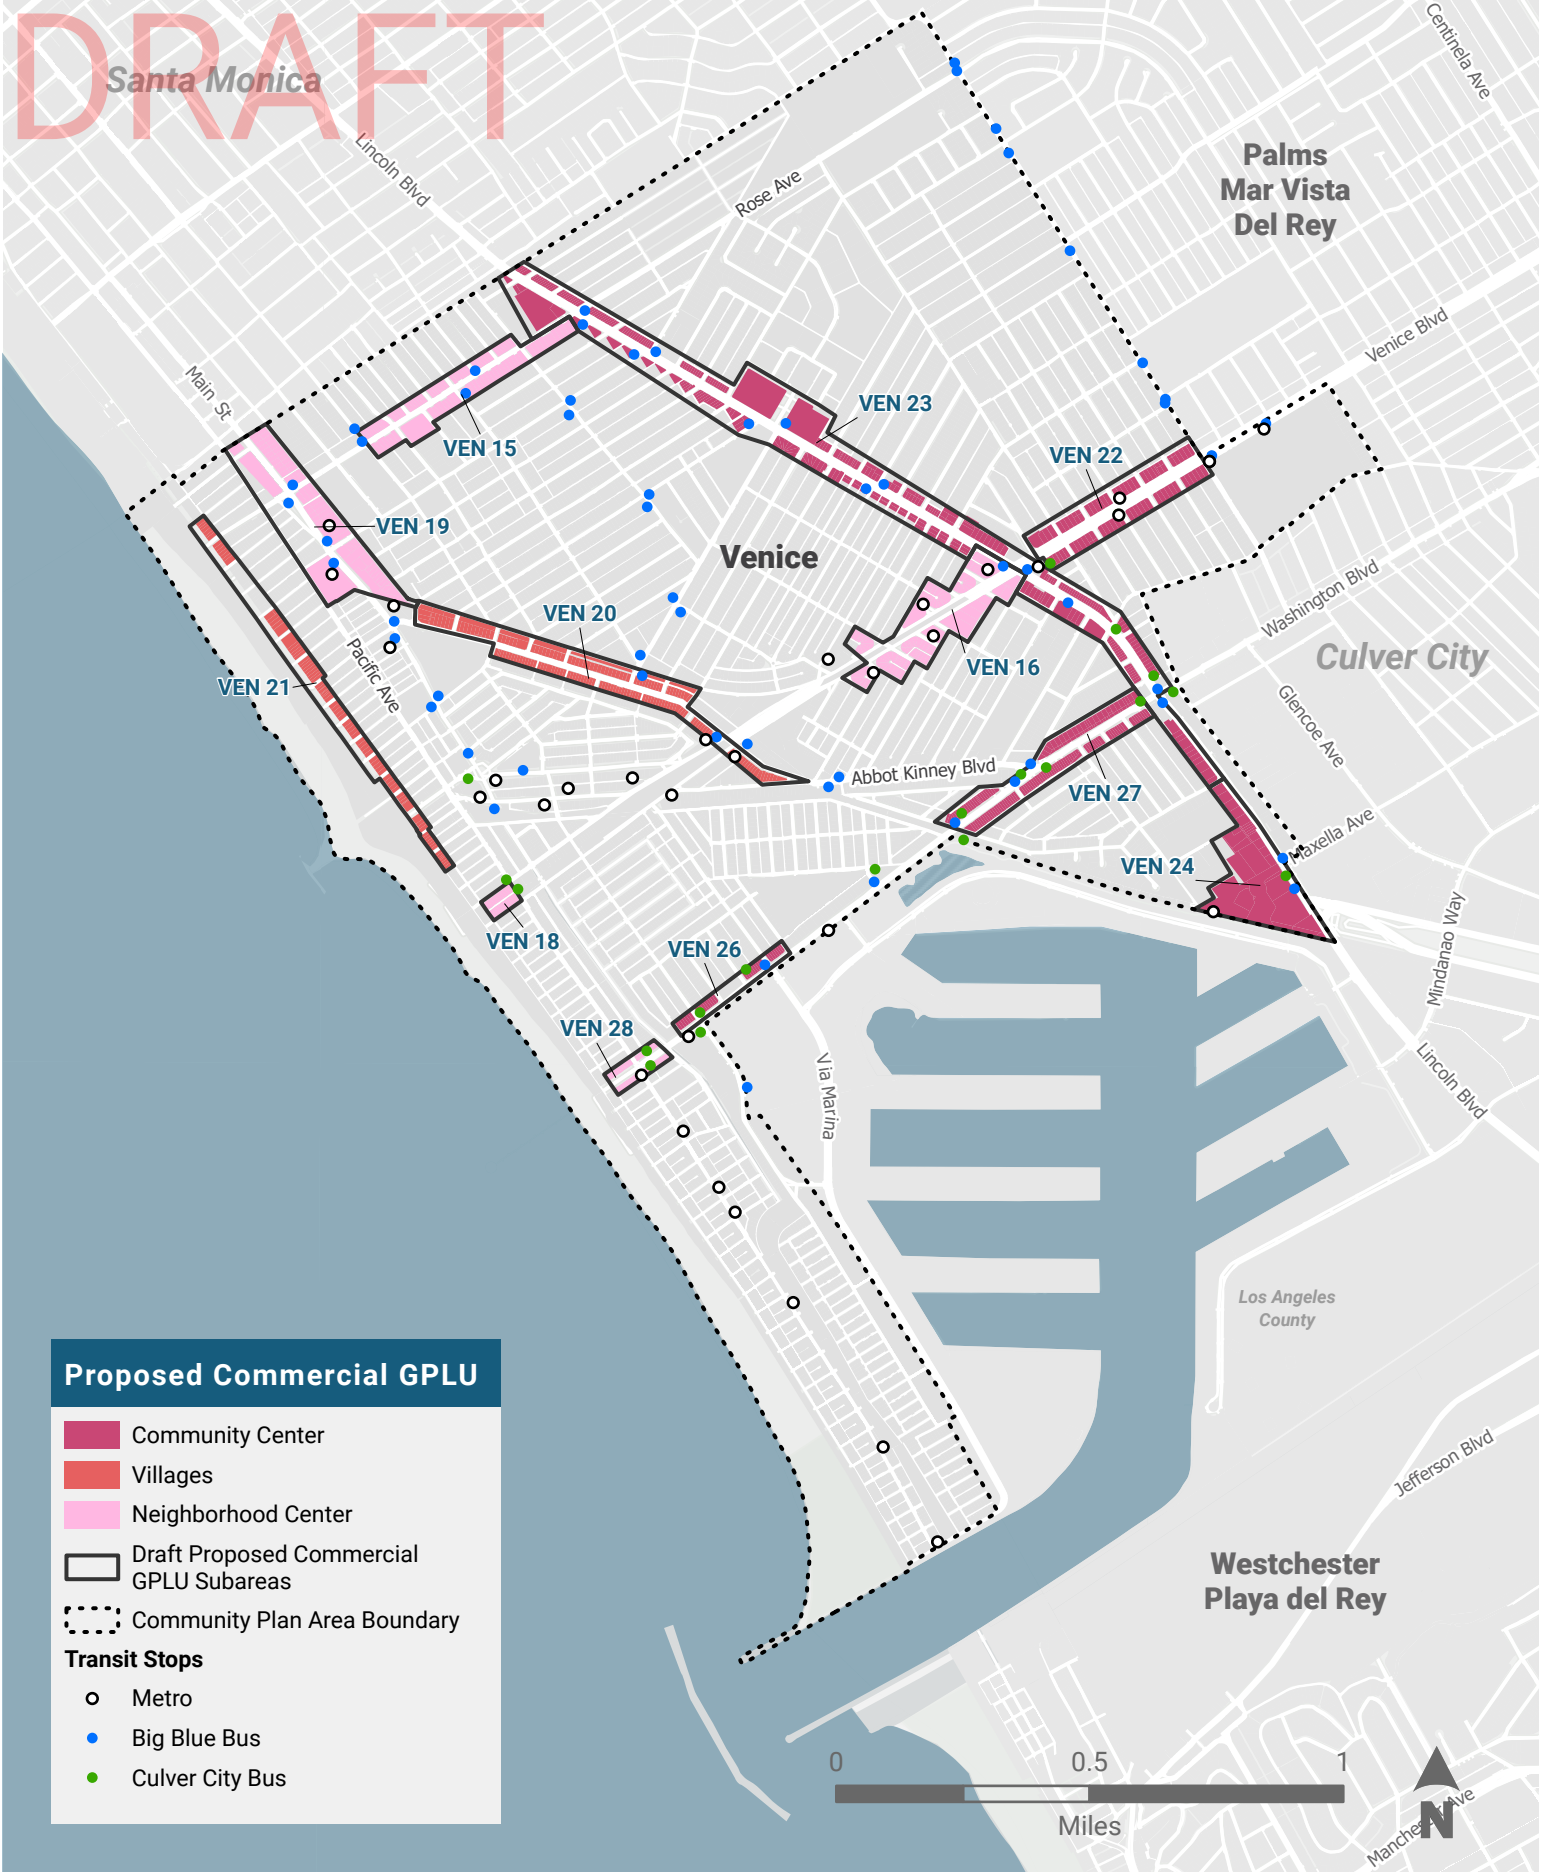 DRAFT
Santa Monica
Centinela Ave
Lincoln Blvd
Palms
Mar Vista
Del Rey
Rose Ave
Venice Blvd
Main St
VEN 23
VEN 15
VEN 22
VEN 19
Venice
Washington Blvd
VEN 20
Culver City
Pacific Ave
VEN 16
VEN 21
Glencoe Ave
Abbot Kinney Blvd
VEN 27
Maxella Ave
VEN 24
VEN 18
VEN 26
Mindanao Way
VEN 28
Via Marina
Lincoln Blvd
Los Angeles
County
Proposed Commercial GPLU
Community Center
Villages
Neighborhood Center
Draft Proposed Commercial
GPLU Subareas
Community Plan Area Boundary
Transit Stops
Metro
Big Blue Bus
Culver City Bus
Jefferson Blvd
Westchester
Playa del Rey
0 0.5 1
Miles
N
Manchester Ave